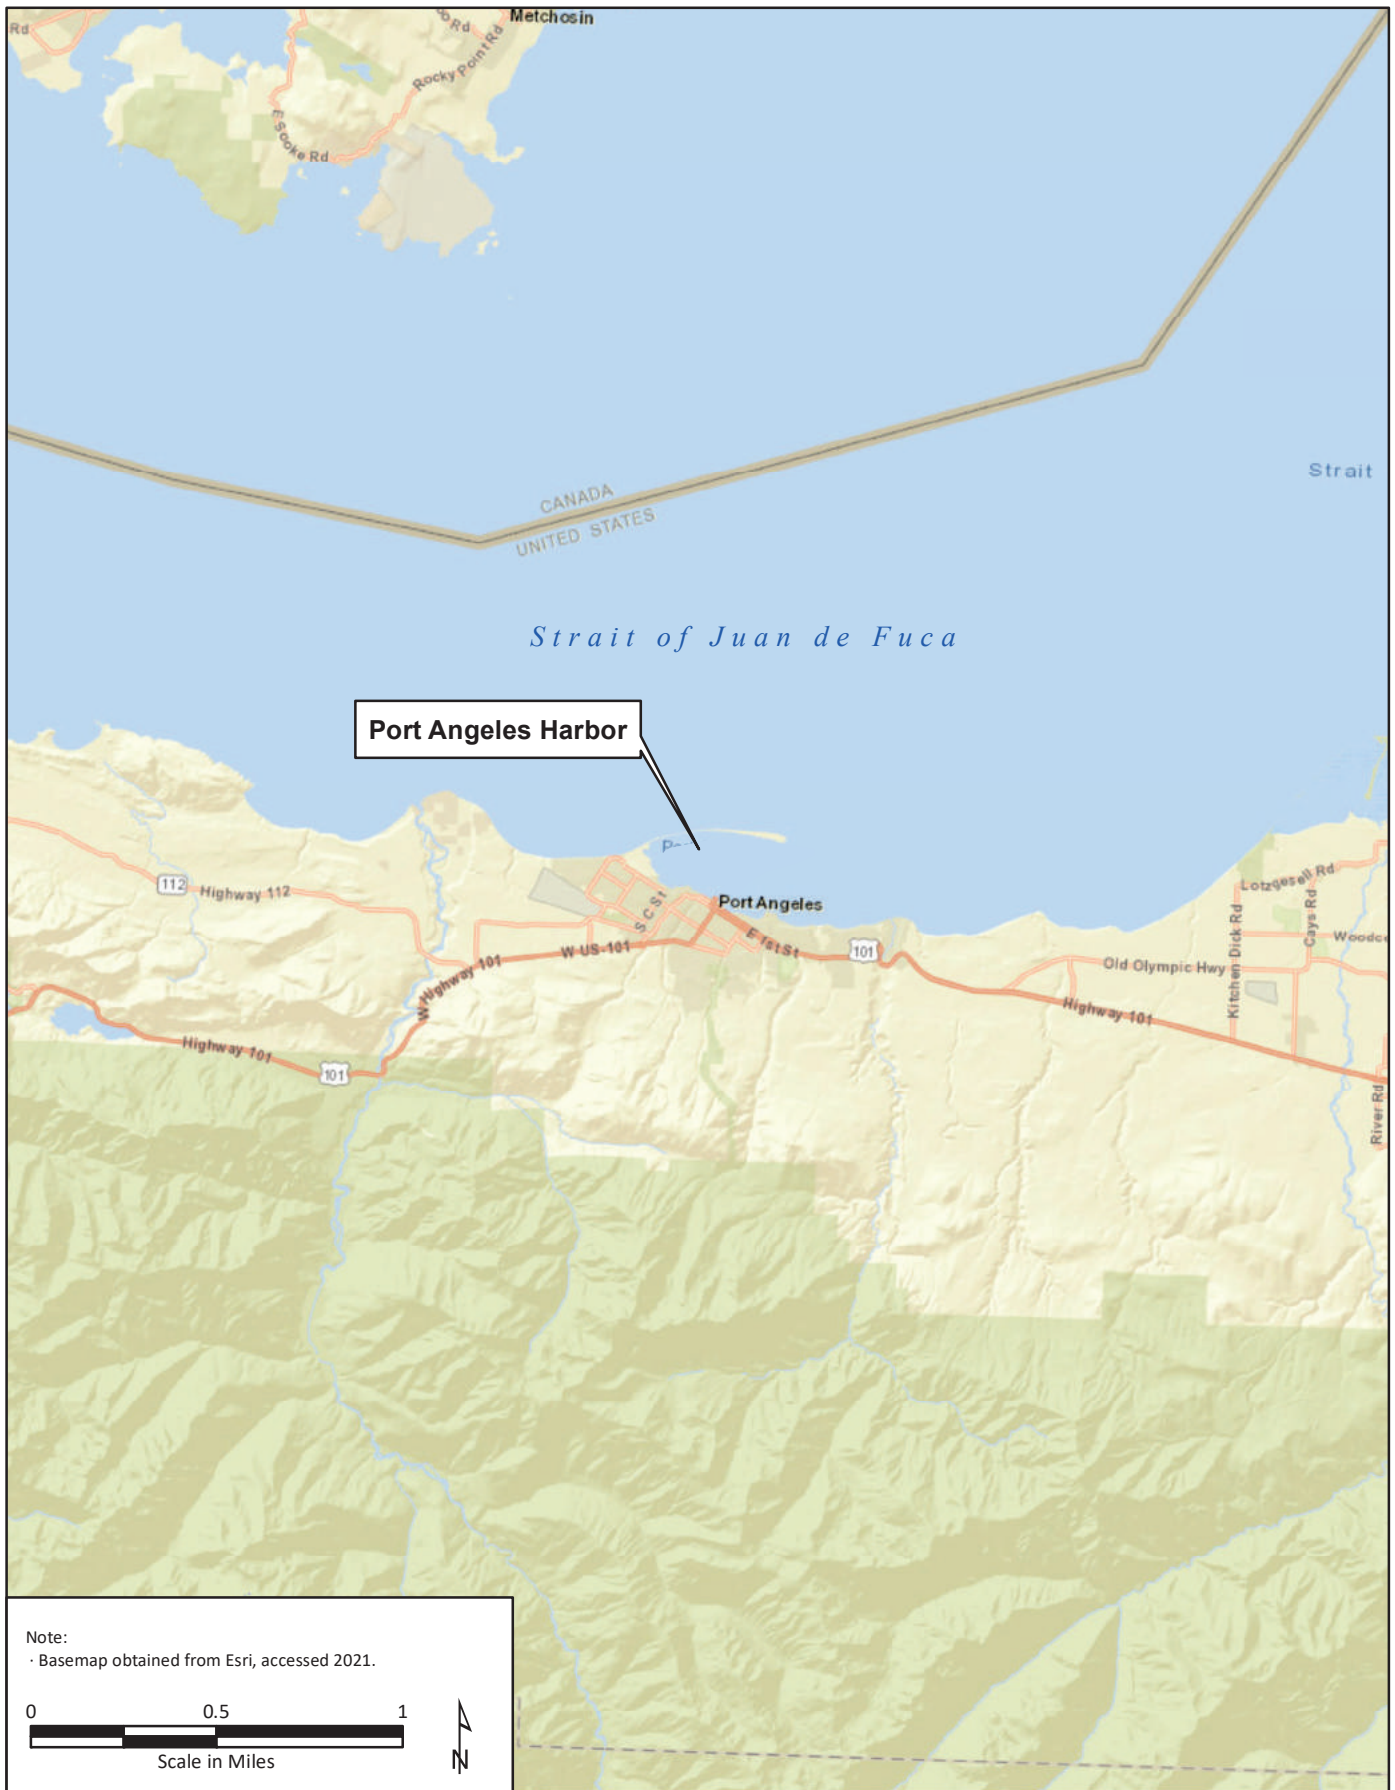 Metchosin
Rd
Rd
Rocky Point Rd
E Sooke Rd
Strait
CANADA
UNITED STATES
Strait of Juan de Fuca
Port Angeles Harbor
112
Highway 112
S C St
Port Angeles
E 1st St
101
W US-101
W Highway 101
Lotzgesell Rd
Cays Rd
Kitchen Dick Rd
Old Olympic Hwy
Highway 101
Highway 101
101
River Rd
Note:
· Basemap obtained from Esri, accessed 2021.
0 0.5 1
Scale in Miles
N